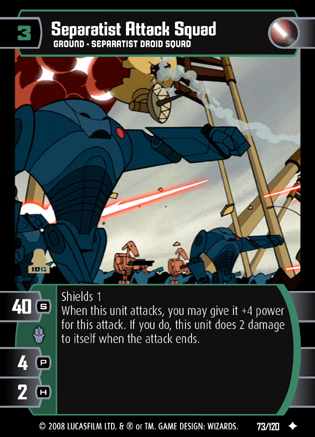 3
Separatist Attack Squad
GROUND - SEPARATIST DROID SQUAD
IDG
40 S
Shields 1
When this unit attacks, you may give it +4 power
for this attack. If you do, this unit does 2 damage
to itself when the attack ends.
4 P
2 H
© 2008 LUCASFILM LTD. & ® or TM. GAME DESIGN: WIZARDS. 73/120